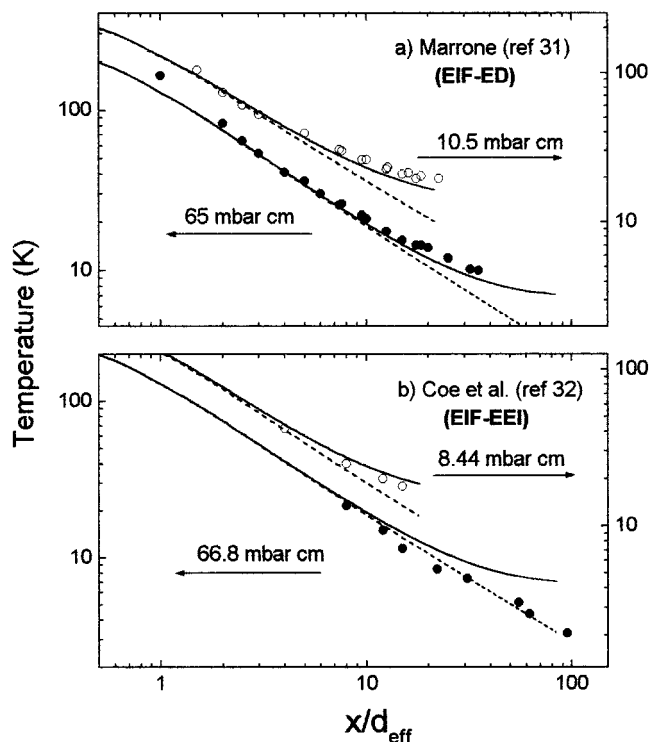 a) Marrone (ref 31)
(EIF-ED)
100
100
10.5 mbar cm
65 mbar cm
10
10
Temperature (K)
b) Coe et al. (ref 32)
(EIF-EEI)
100
100
8.44 mbar cm
66.8 mbar cm
10
10
1
10
100
x/d_eff